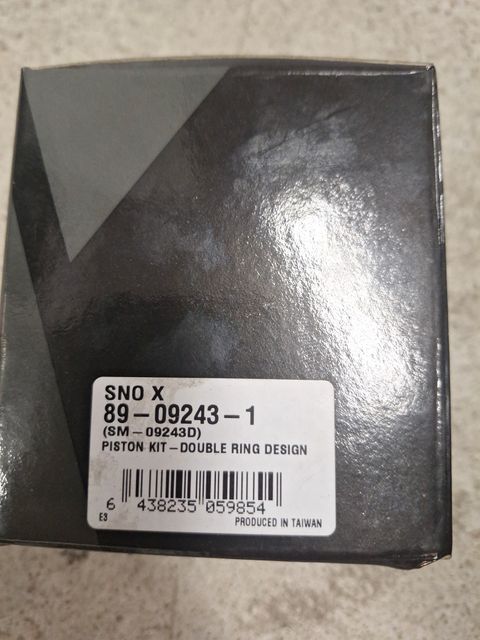 SNO X
89-09243-1
(SM-09243D)
PISTON KIT-DOUBLE RING DESIGN
6 438235 059854
E3 PRODUCED IN TAIWAN